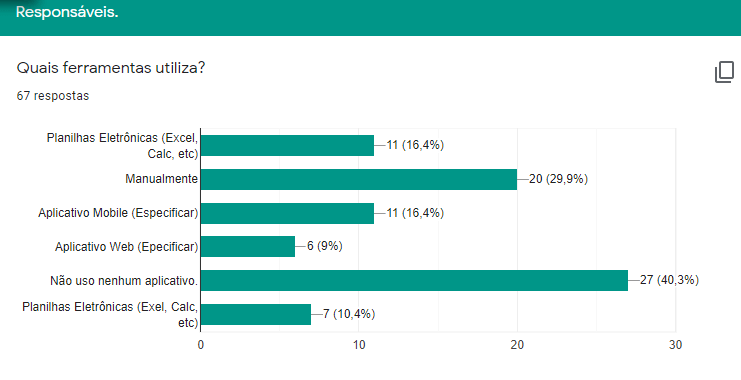 Responsáveis.
Quais ferramentas utiliza?
67 respostas
Planilhas Eletrônicas (Excel,
Calc, etc)
11 (16,4%)
Manualmente
20 (29,9%)
Aplicativo Mobile (Especificar)
11 (16,4%)
Aplicativo Web (Epecificar)
6 (9%)
Não uso nenhum aplicativo.
27 (40,3%)
Planilhas Eletrônicas (Exel, Calc,
etc)
7 (10,4%)
0 10 20 30